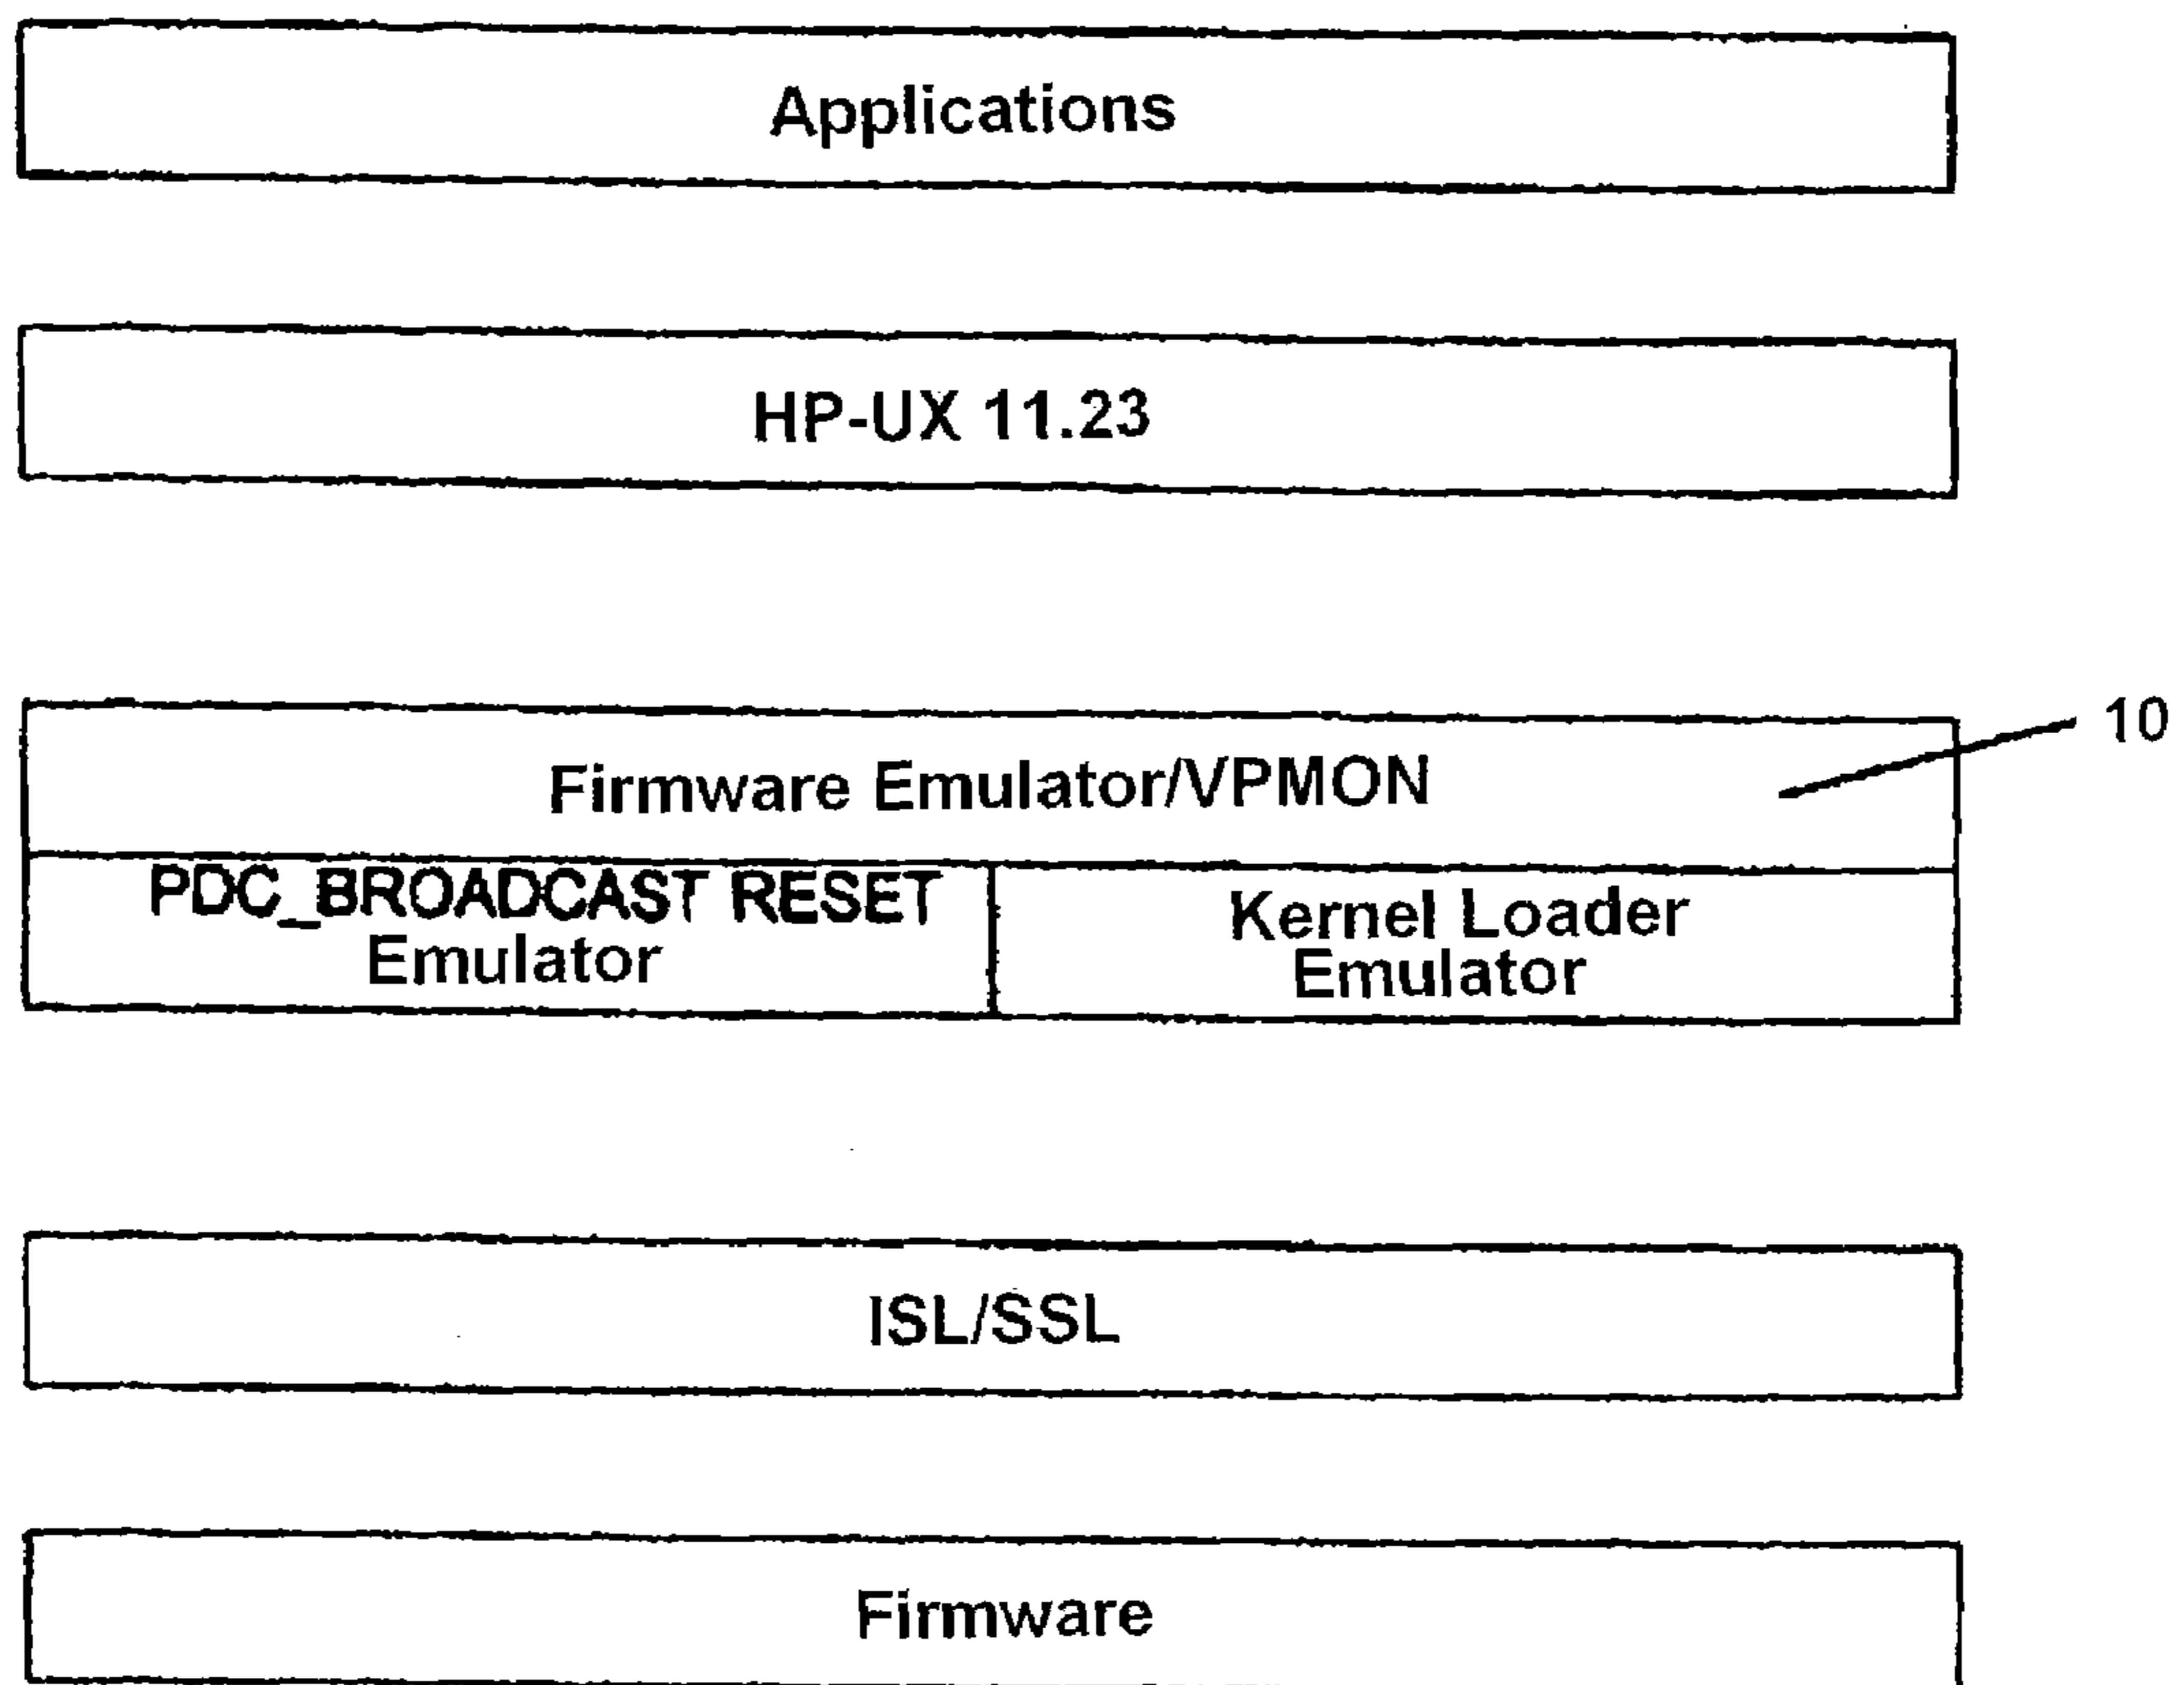 Applications
HP-UX 11.23
10
Firmware Emulator/VPMON
PDC_BROADCAST RESET
Emulator
Kernel Loader
Emulator
ISL/SSL
Firmware